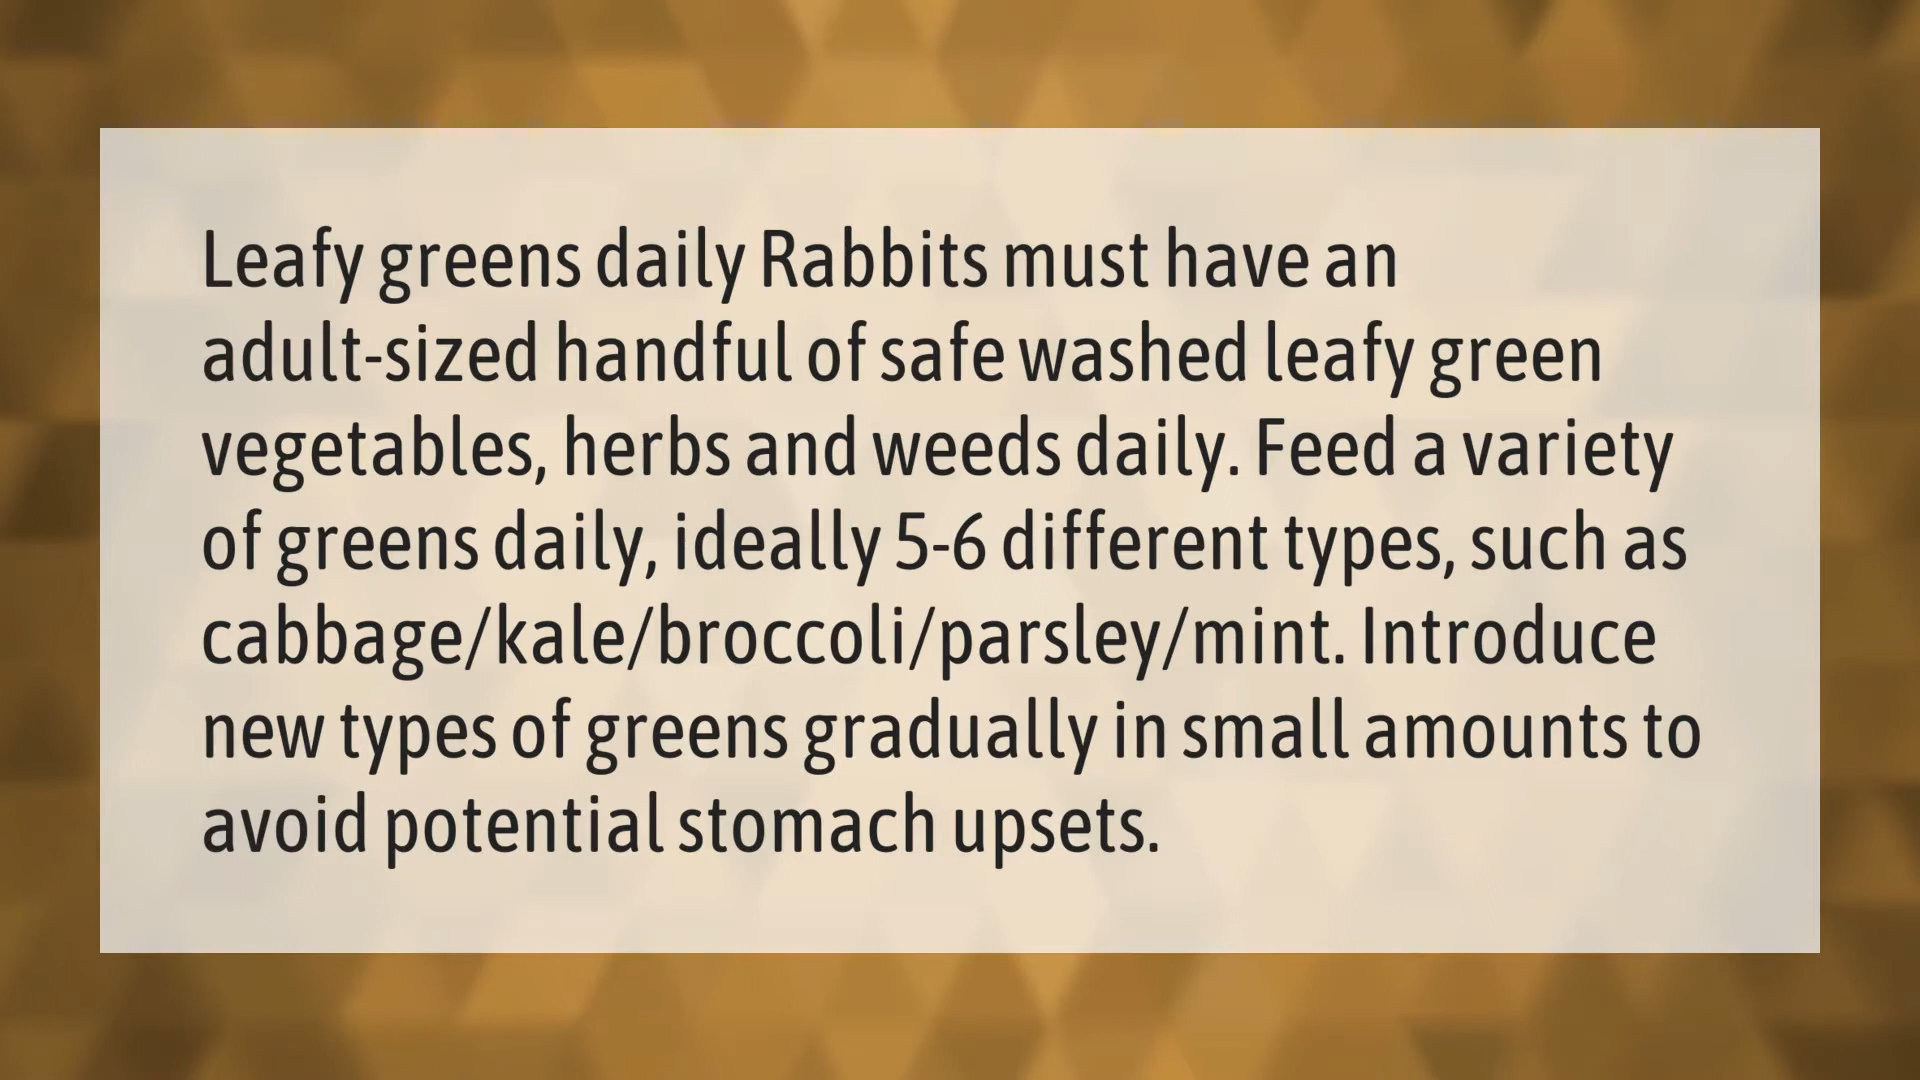 Leafy greens daily Rabbits must have an
adult-sized handful of safe washed leafy green
vegetables, herbs and weeds daily. Feed a variety
of greens daily, ideally 5-6 different types, such as
cabbage/kale/broccoli/parsley/mint. Introduce
new types of greens gradually in small amounts to
avoid potential stomach upsets.